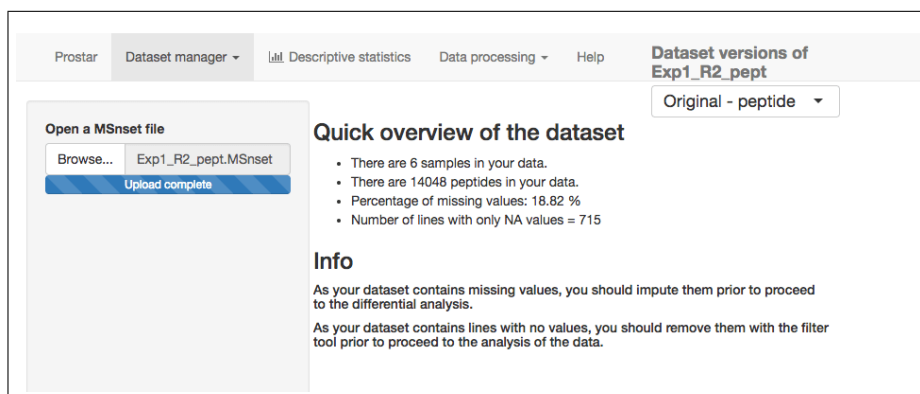 Prostar
Dataset manager
Descriptive statistics
Data processing
Help
Dataset versions of
Exp1_R2_pept
Original - peptide
Open a MSnset file
Browse... Exp1_R2_pept.MSnset
Upload complete
Quick overview of the dataset
• There are 6 samples in your data.
• There are 14048 peptides in your data.
• Percentage of missing values: 18.82 %
• Number of lines with only NA values = 715
Info
As your dataset contains missing values, you should impute them prior to proceed
to the differential analysis.
As your dataset contains lines with no values, you should remove them with the filter
tool prior to proceed to the analysis of the data.